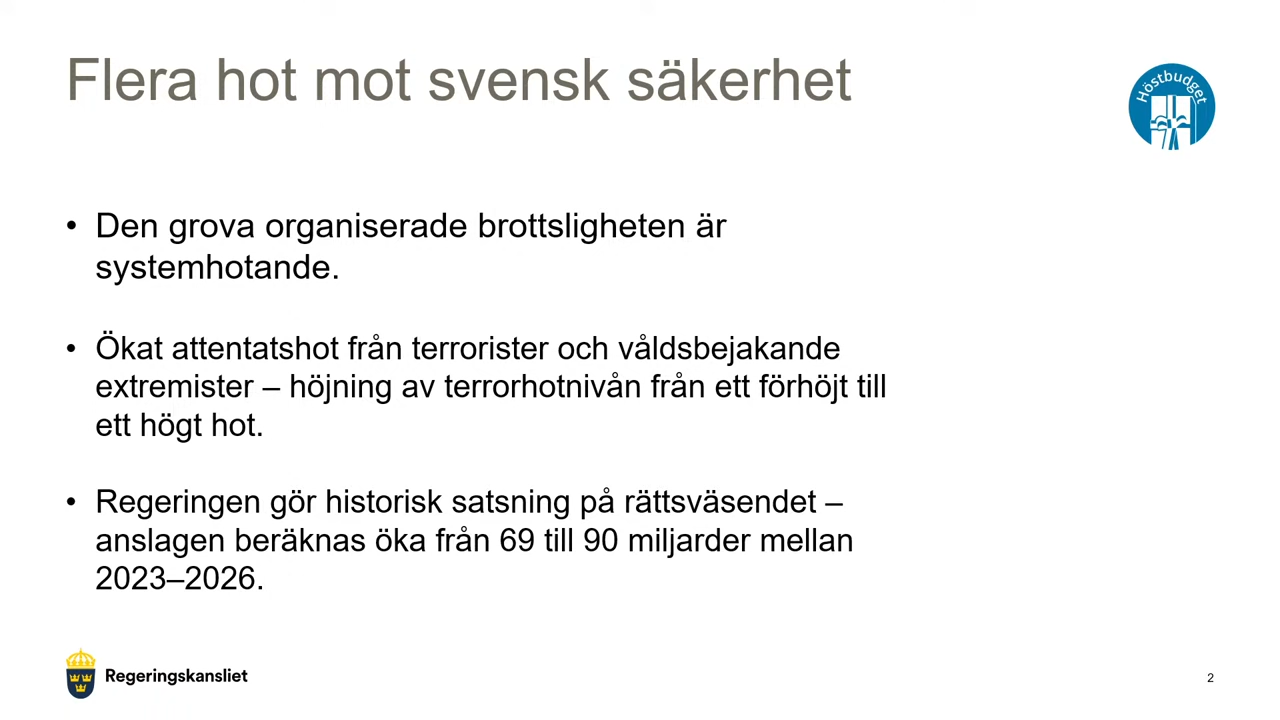 Flera hot mot svensk säkerhet
Höstbudget
• Den grova organiserade brottsligheten är
systemhotande.
• Ökat attentatshot från terrorister och våldsbejakande
extremister – höjning av terrorhotnivån från ett förhöjt till
ett högt hot.
• Regeringen gör historisk satsning på rättsväsendet –
anslagen beräknas öka från 69 till 90 miljarder mellan
2023–2026.
Regeringskansliet
2